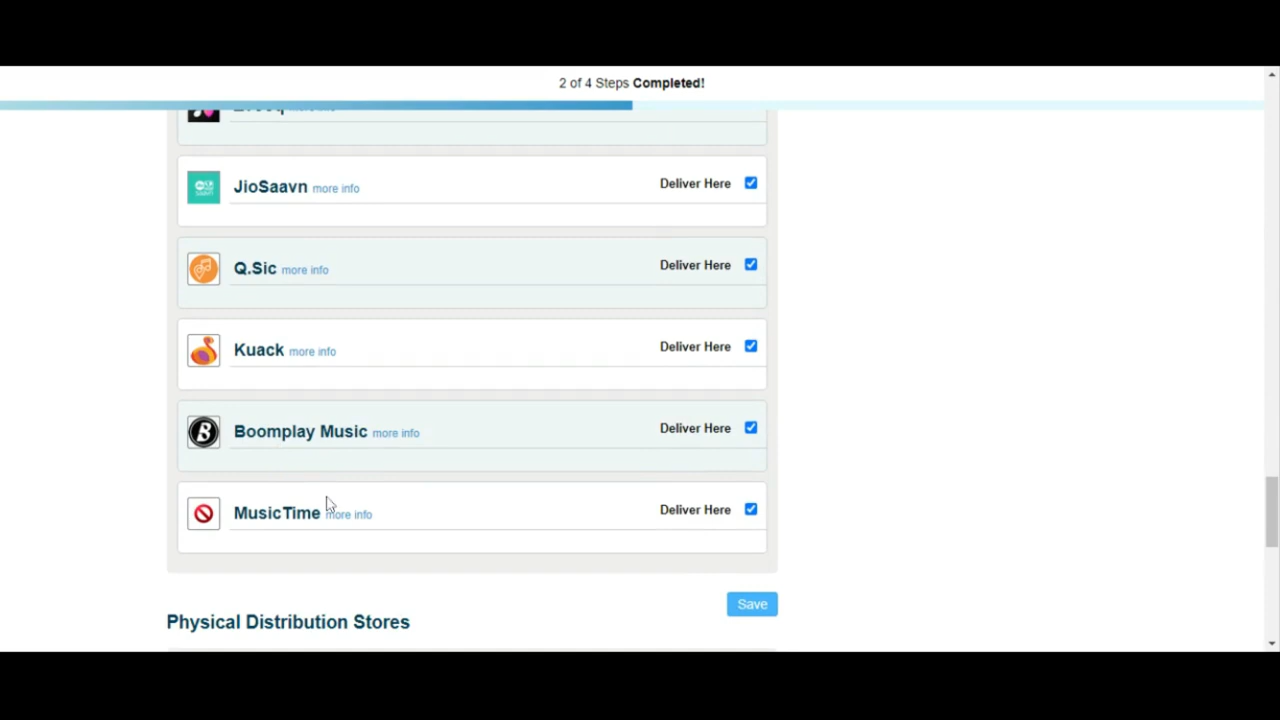 2 of 4 Steps Completed!
JioSaavn more info Deliver Here
Q.Sic more info Deliver Here
Kuack more info Deliver Here
Boomplay Music more info Deliver Here
MusicTime more info Deliver Here
Save
Physical Distribution Stores